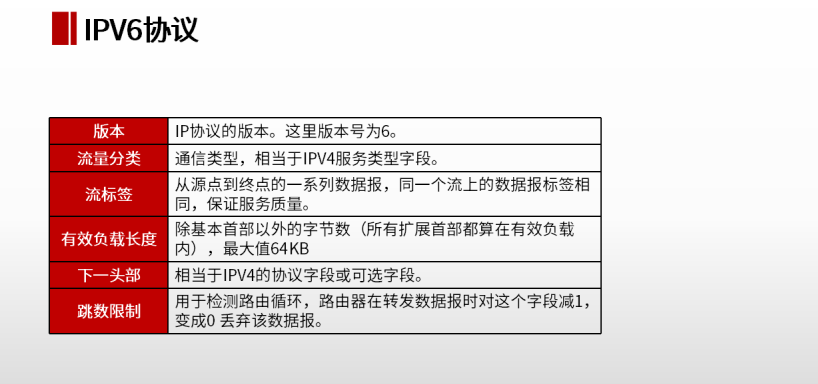 IPV6协议
版本
IP协议的版本。这里版本号为6。
流量分类
通信类型，相当于IPV4服务类型字段。
流标签
从源点到终点的一系列数据报，同一个流上的数据报标签相
同，保证服务质量。
有效负载长度
除基本首部以外的字节数（所有扩展首部都算在有效负载
内），最大值64KB
下一头部
相当于IPV4的协议字段或可选字段。
跳数限制
用于检测路由循环，路由器在转发数据报时对这个字段减1，
变成0 丢弃该数据报。